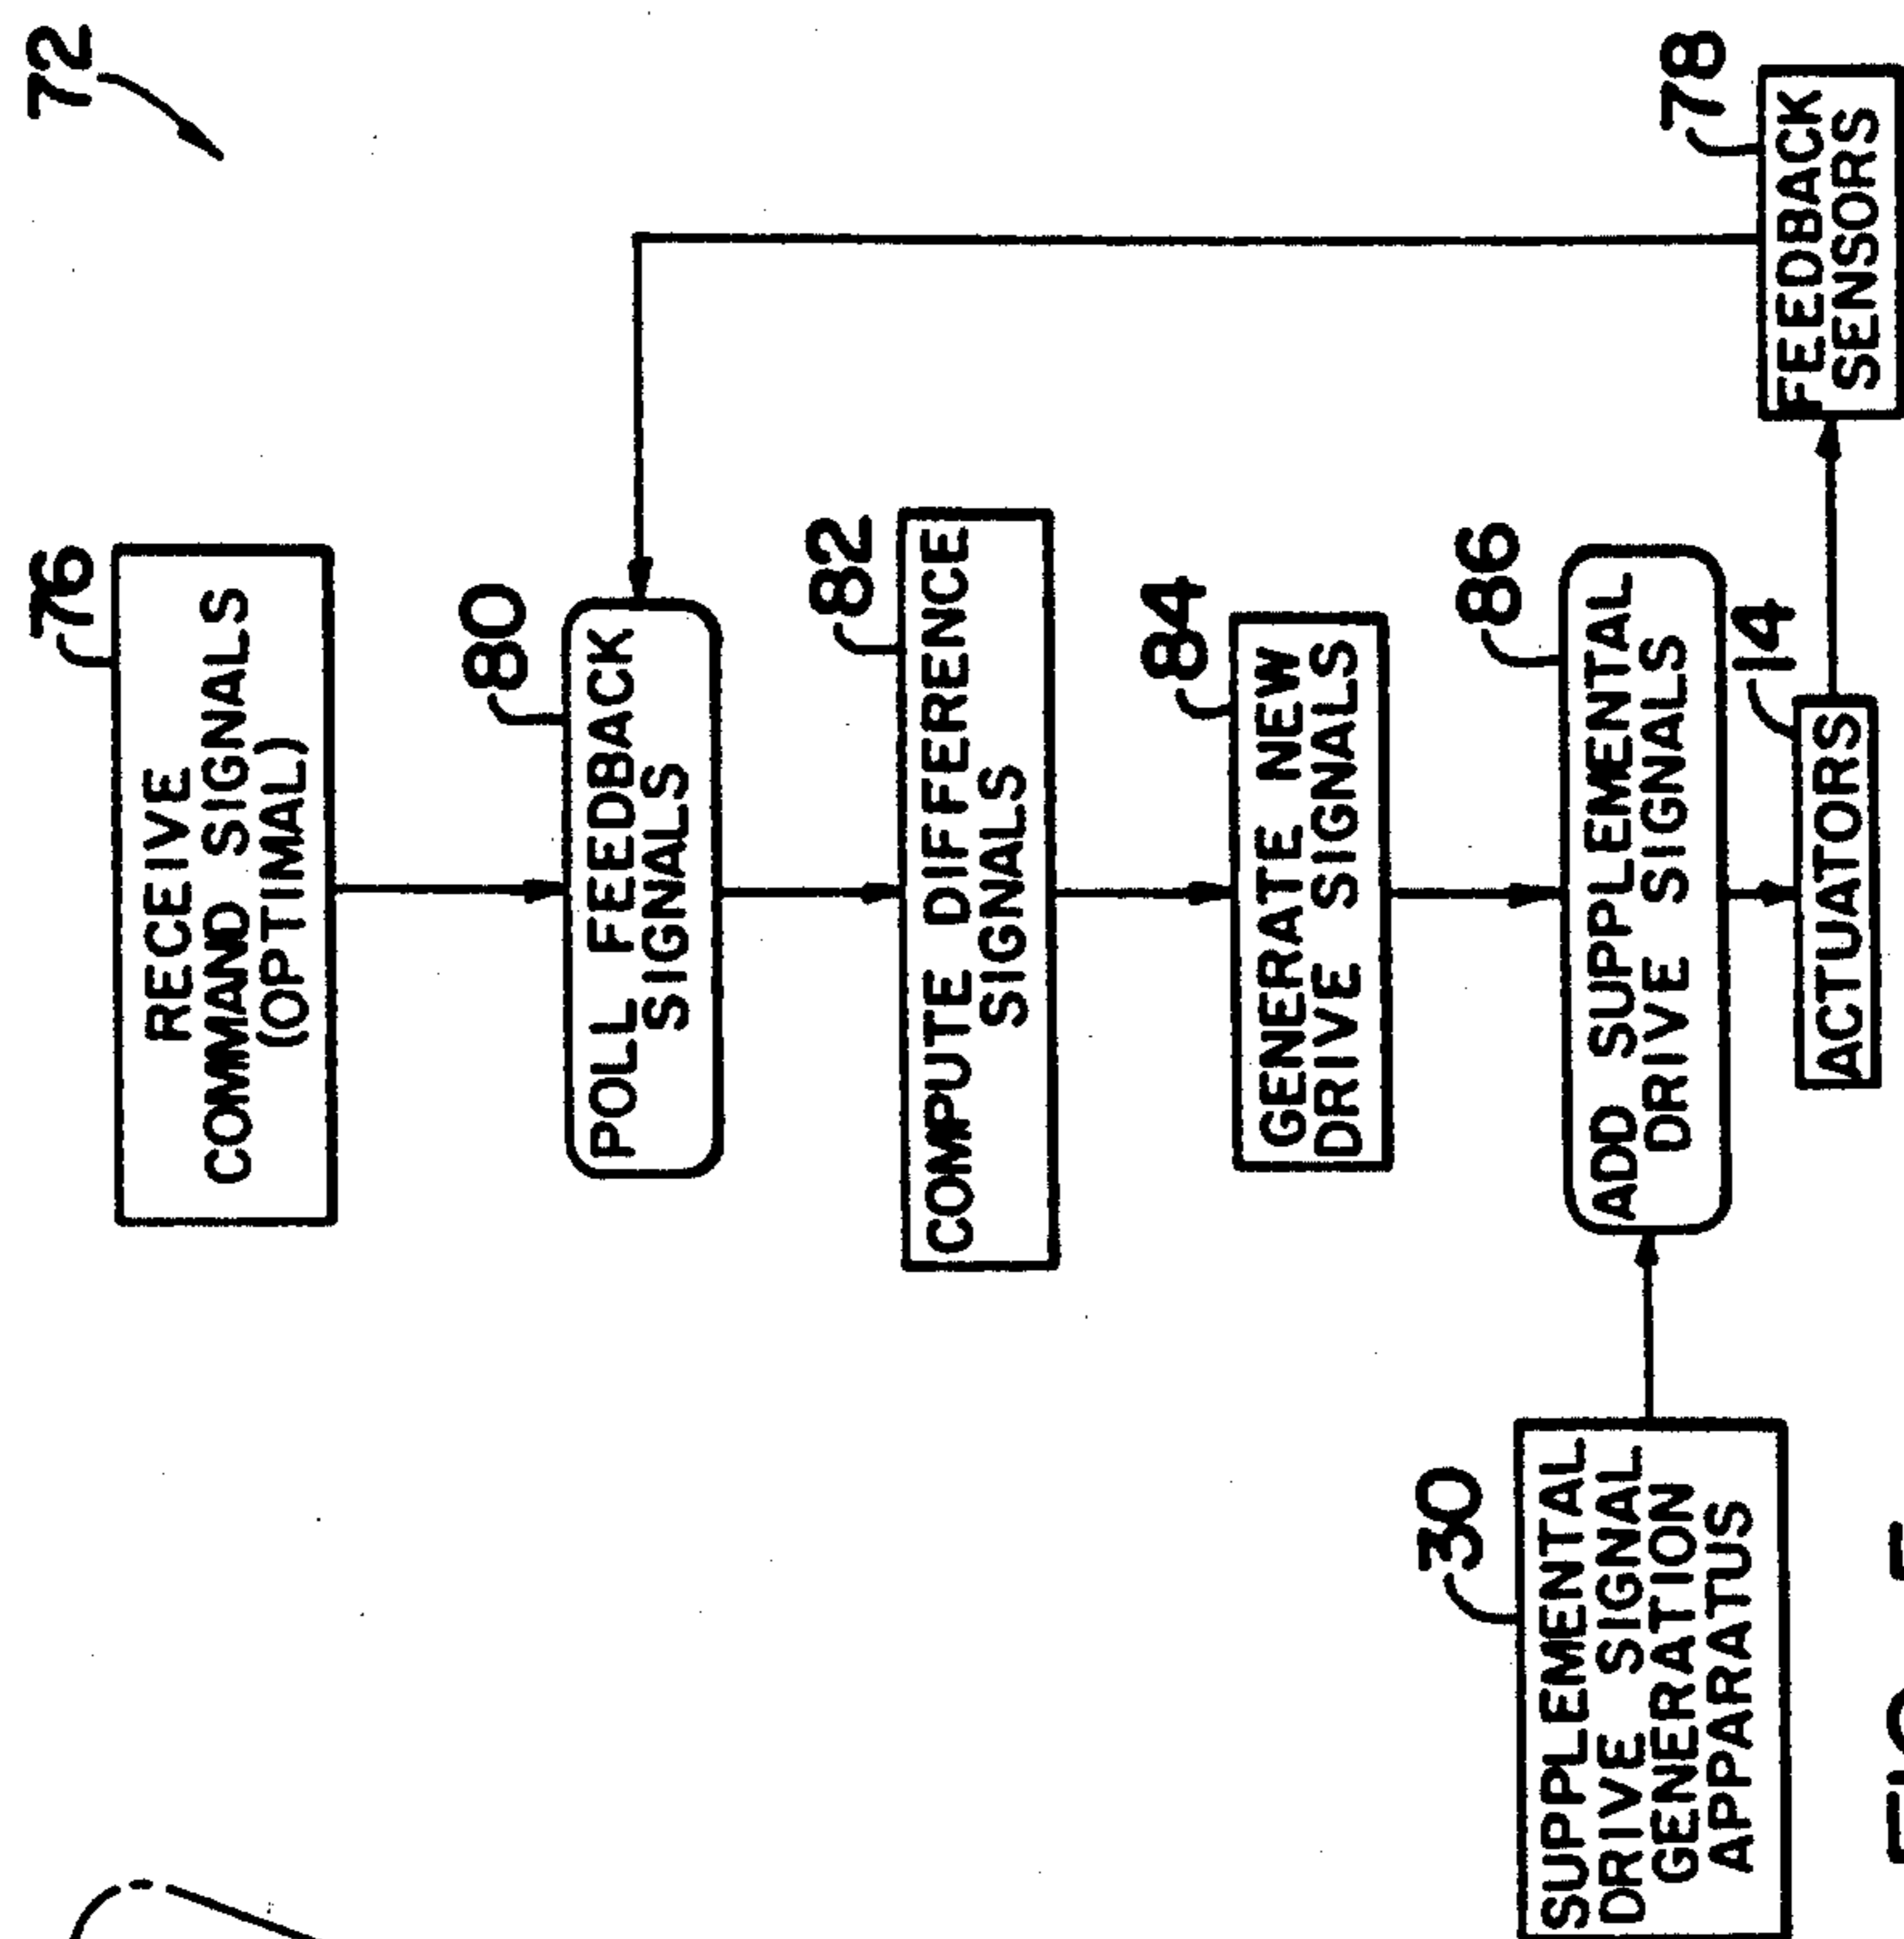 72
76
RECEIVE
COMMAND SIGNALS
(OPTIMAL)
80
POLL FEEDBACK
SIGNALS
82
COMPUTE DIFFERENCE
SIGNALS
84
GENERATE NEW
DRIVE SIGNALS
86
ADD SUPPLEMENTAL
DRIVE SIGNALS
30
SUPPLEMENTAL
DRIVE SIGNAL
GENERATION
APPARATUS
14
ACTUATORS
78
FEEDBACK
SENSORS